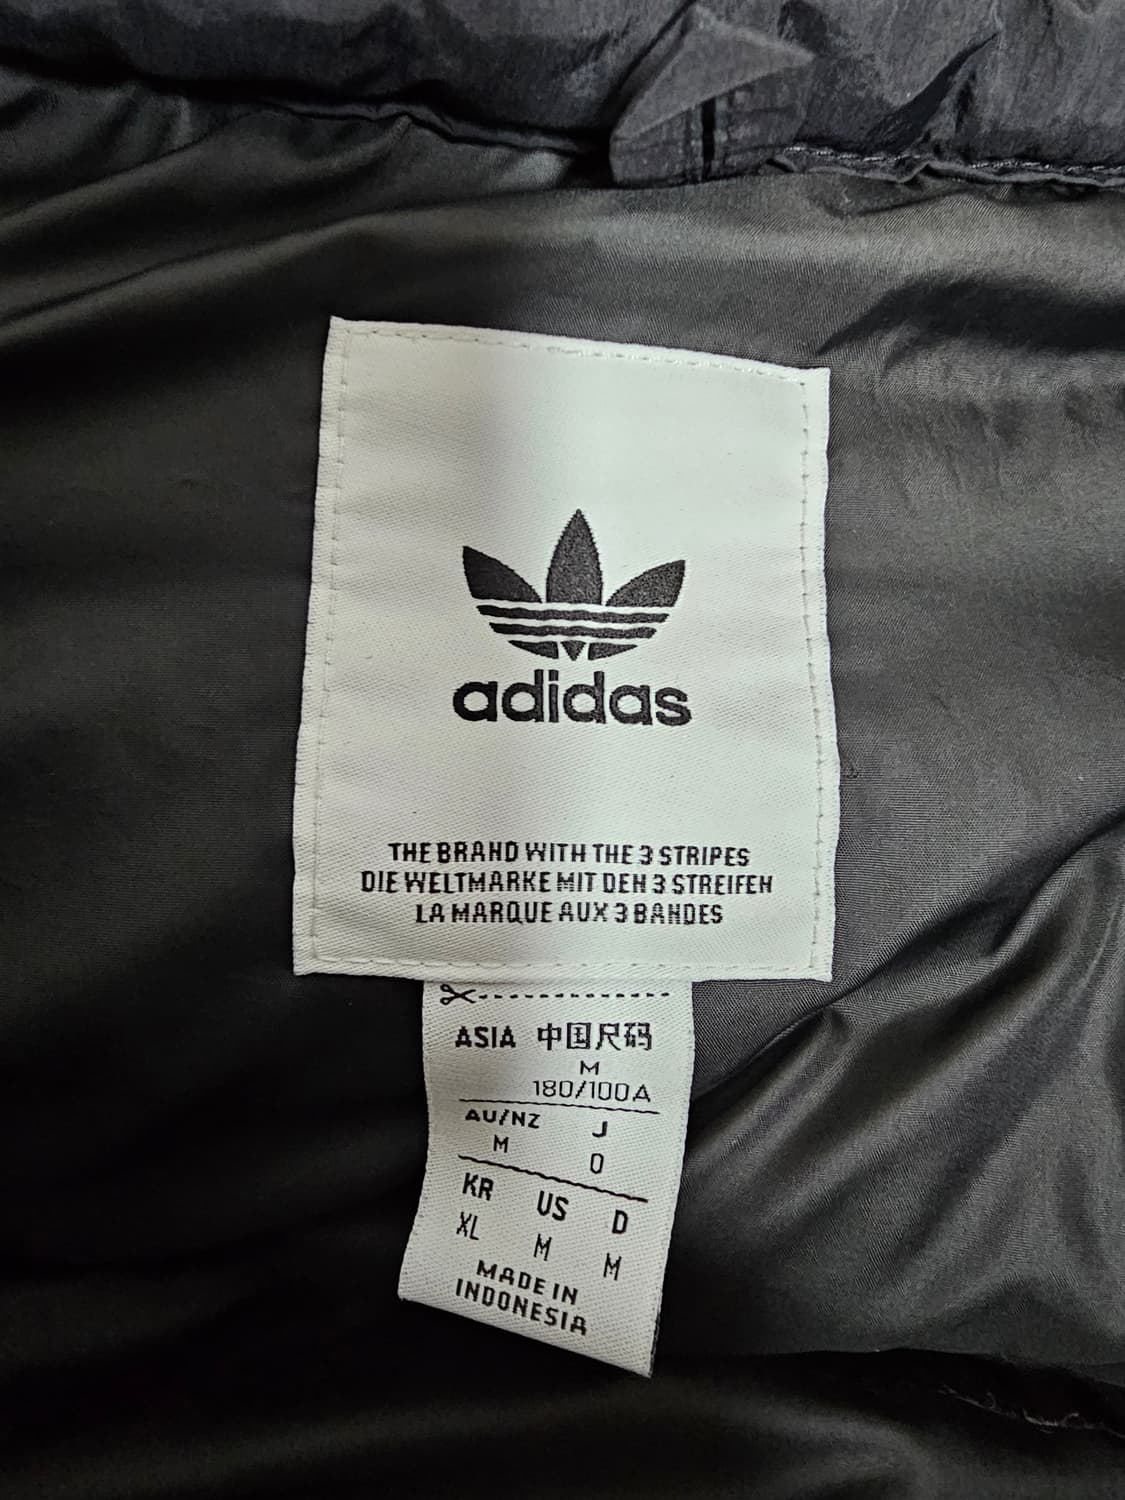 adidas
THE BRAND WITH THE 3 STRIPES
DIE WELTMARKE MIT DEN 3 STREIFEN
LA MARQUE AUX 3 BANDES
ASIA 中国尺码
M
180/100A
AU/NZ J
M O
KR US D
XL M M
MADE IN
INDONESIA